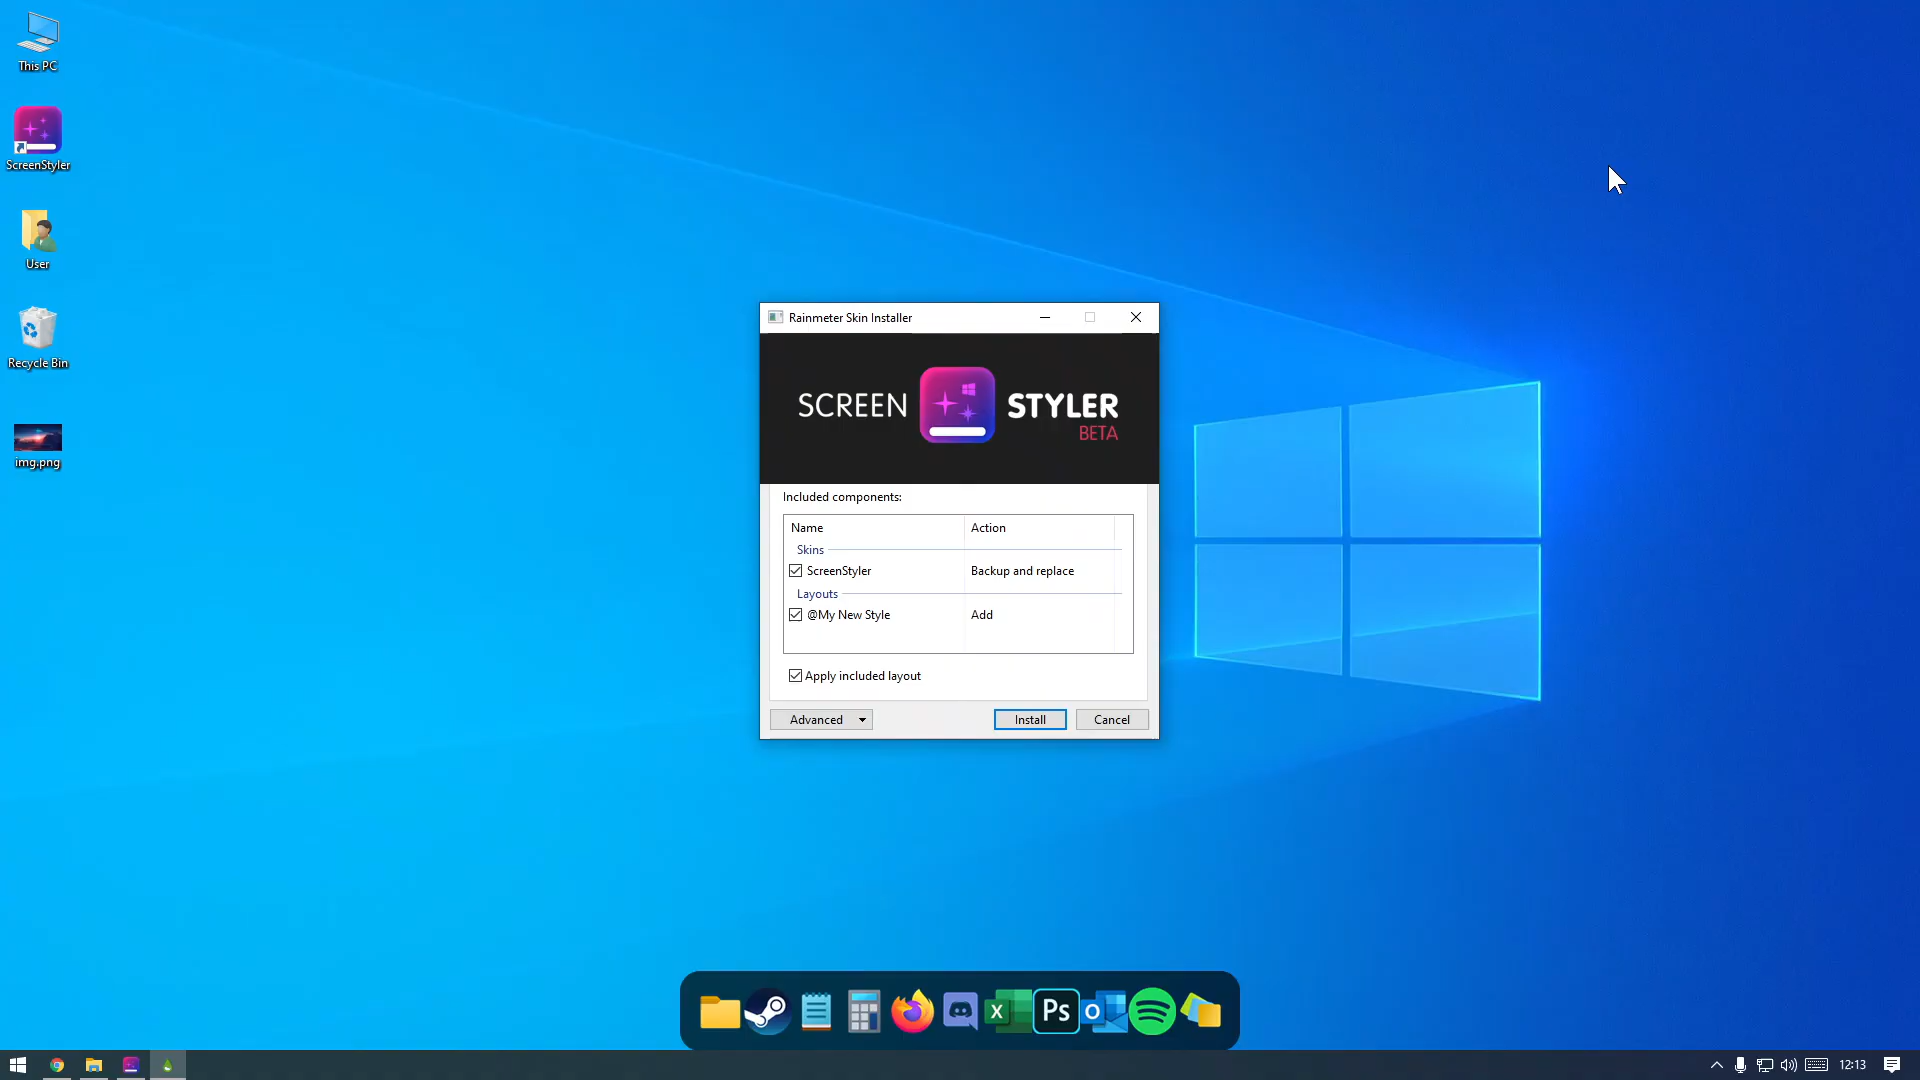 This PC
ScreenStyler
User
Recycle Bin
img.png
Rainmeter Skin Installer
SCREEN STYLER
BETA
Included components:
Name Action
Skins
ScreenStyler Backup and replace
Layouts
@My New Style Add
Apply included layout
Advanced Install Cancel
X Ps O
12:13